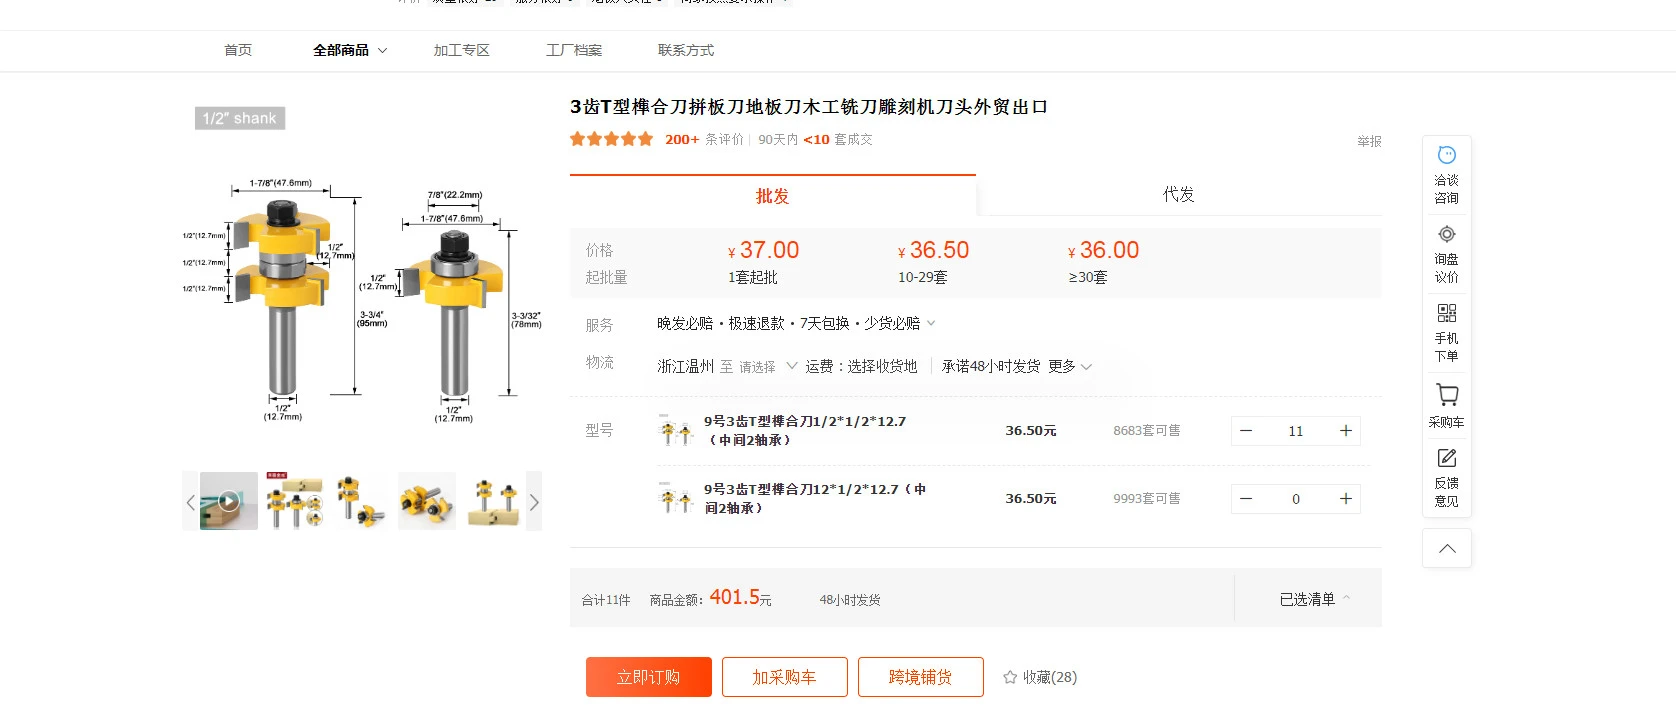 首页
全部商品
加工专区
工厂档案
联系方式
1/2" shank
1-7/8"(47.6mm)
7/8"(22.2mm)
1-7/8"(47.6mm)
1/2"(12.7mm)
1/2"(12.7mm)
1/2"(12.7mm)
1/2"
(12.7mm)
1/2"
(12.7mm)
3-3/4"
(95mm)
3-3/32"
(78mm)
1/2"
(12.7mm)
1/2"
(12.7mm)
3齿T型榫合刀拼板刀地板刀木工铣刀雕刻机刀头外贸出口
200+ 条评价 | 90天内 <10 套成交
举报
批发
代发
价格 ¥ 37.00 ¥ 36.50 ¥ 36.00
起批量 1套起批 10-29套 ≥30套
服务 晚发必赔 · 极速退款 · 7天包换 · 少货必赔
物流 浙江温州 至 请选择 运费：选择收货地 承诺48小时发货 更多
型号
9号3齿T型榫合刀1/2*1/2*12.7
（中间2轴承）
36.50元 8683套可售 − 11 +
9号3齿T型榫合刀12*1/2*12.7（中
间2轴承）
36.50元 9993套可售 − 0 +
合计11件 商品金额：401.5元 48小时发货 已选清单
立即订购
加采购车
跨境铺货
收藏(28)
洽谈
咨询
询盘
议价
手机
下单
采购车
反馈
意见